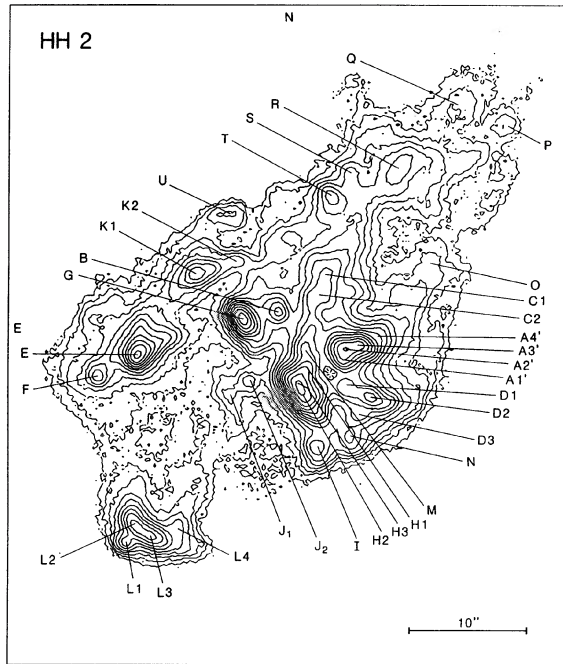 N
HH 2
Q
R
S
P
T
U
K2
K1
B
O
G
C1
C2
E
A4'
E
A3'
A2'
A1'
F
D1
D2
D3
N
M
H1
H3
H2
I
J₂
J₁
L4
L2
L3
L1
10"